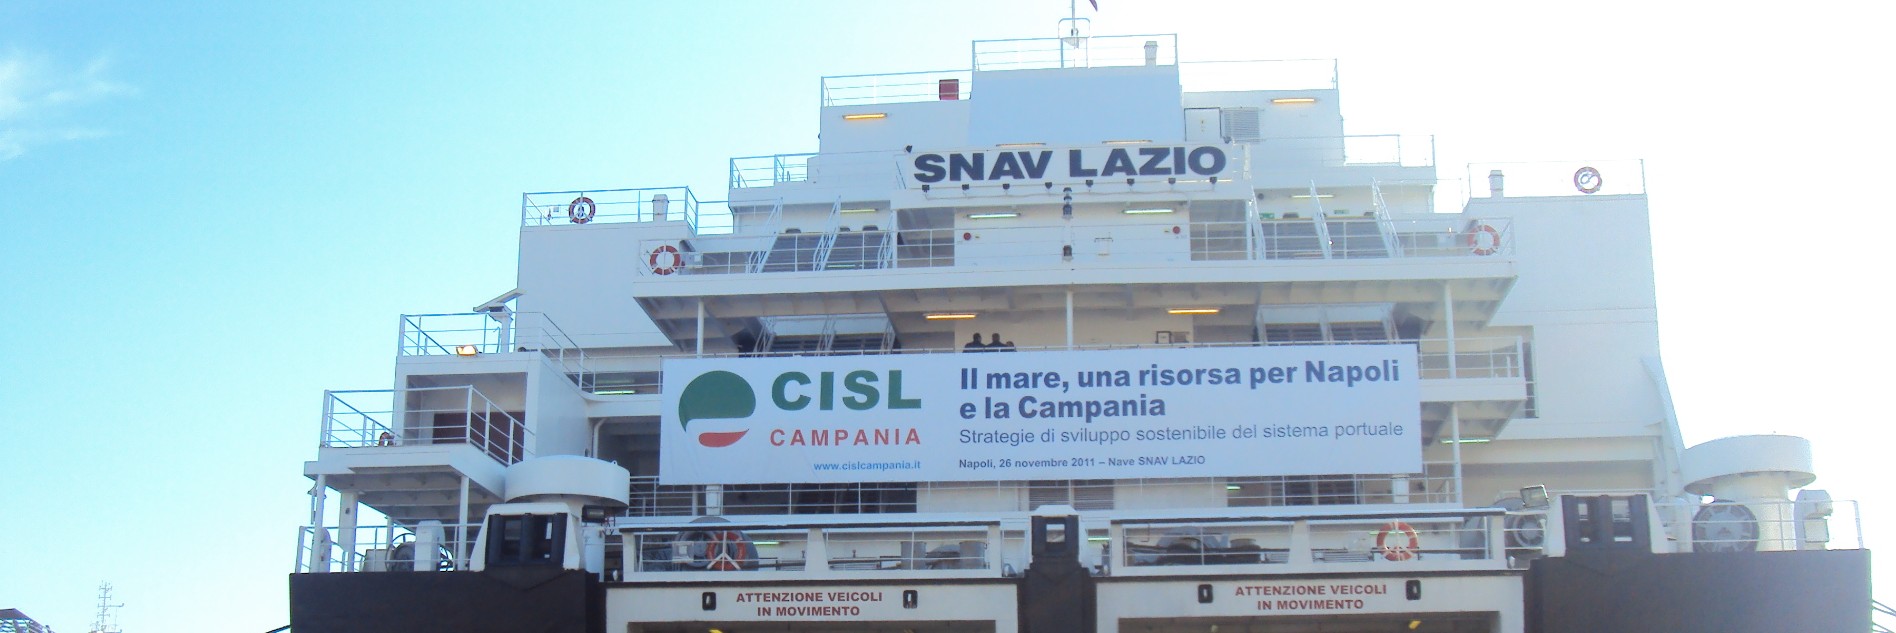 SNAV LAZIO
CISL
CAMPANIA
www.cislcampania.it
Il mare, una risorsa per Napoli
e la Campania
Strategie di sviluppo sostenibile del sistema portuale
Napoli, 26 novembre 2011 – Nave SNAV LAZIO
ATTENZIONE VEICOLI
IN MOVIMENTO
ATTENZIONE VEICOLI
IN MOVIMENTO